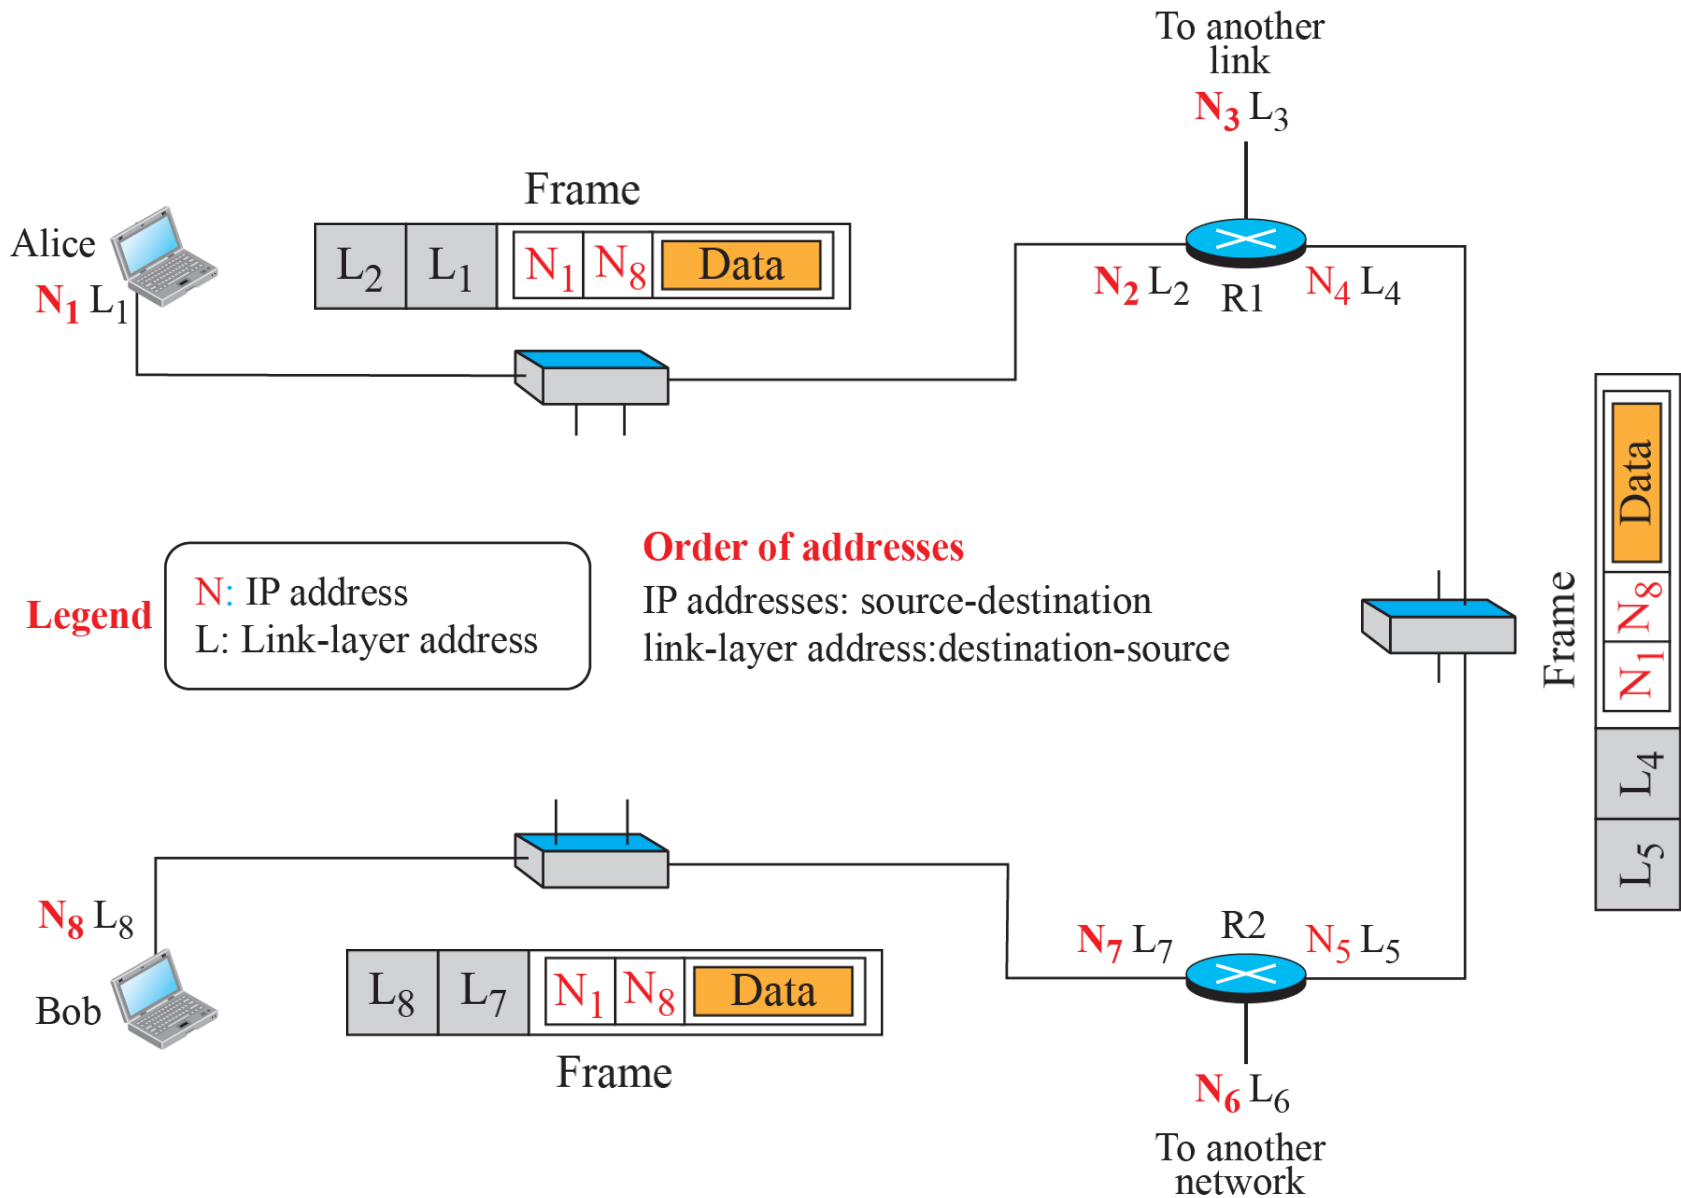 To another
link
N3 L3
Frame
Alice
N1 L1
L2 L1 N1 N8 Data
N2 L2
R1
N4 L4
Legend
N: IP address
L: Link-layer address
Order of addresses
IP addresses: source-destination
link-layer address:destination-source
Frame
L5 L4 N1 N8 Data
N8 L8
Bob
L8 L7 N1 N8 Data
Frame
N7 L7
R2
N5 L5
N6 L6
To another
network